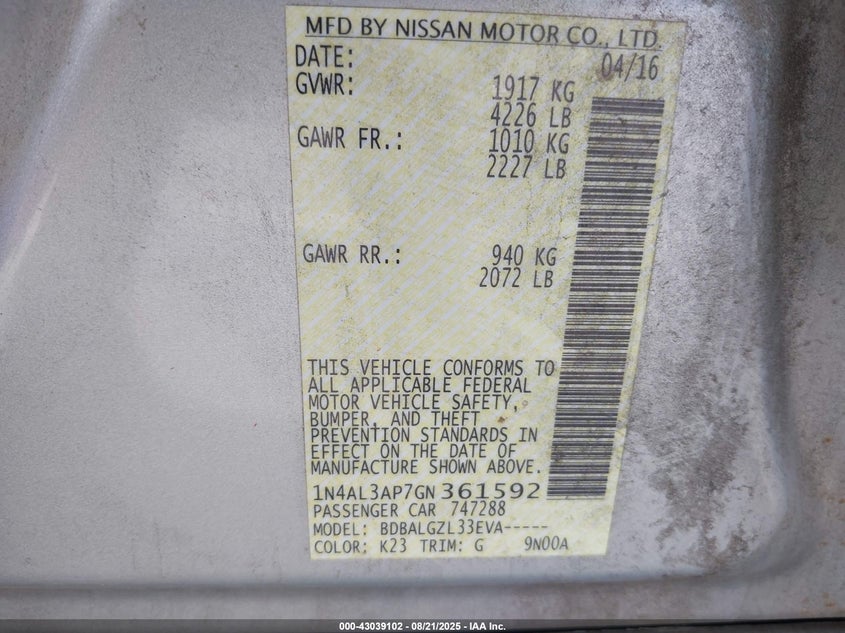 MFD BY NISSAN MOTOR CO., LTD.
DATE: 04/16
GVWR: 1917 KG
4226 LB
GAWR FR.: 1010 KG
2227 LB
GAWR RR.: 940 KG
2072 LB
THIS VEHICLE CONFORMS TO
ALL APPLICABLE FEDERAL
MOTOR VEHICLE SAFETY,
BUMPER, AND THEFT
PREVENTION STANDARDS IN
EFFECT ON THE DATE OF
MANUFACTURE SHOWN ABOVE.
1N4AL3AP7GN361592
PASSENGER CAR 747288
MODEL: BDBALGZL33EVA-----
COLOR: K23 TRIM: G 9N00A
000-43039102 - 08/21/2025 - IAA Inc.